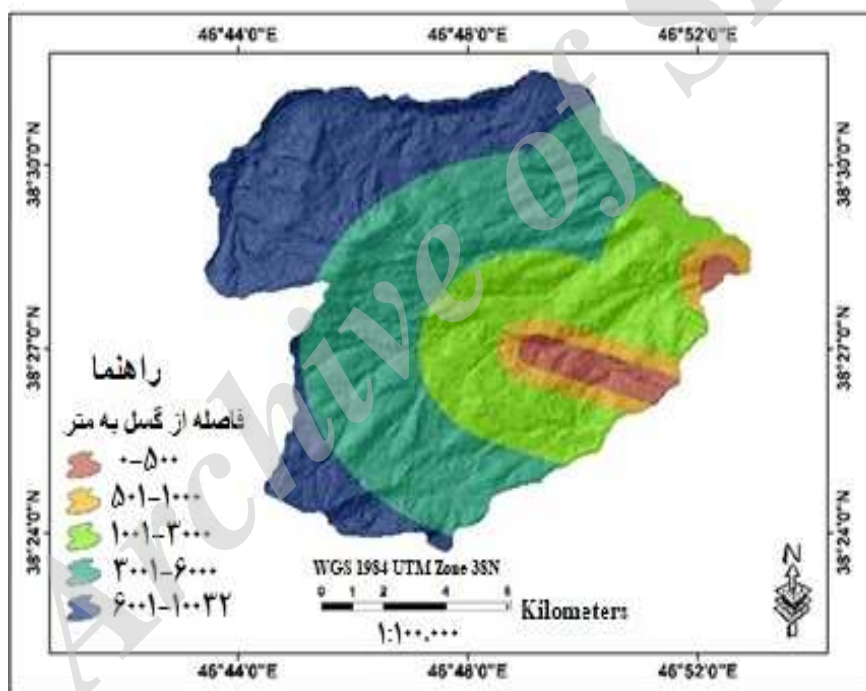 46°44'0"E 46°48'0"E 46°52'0"E
38°30'0"N 38°30'0"N
38°27'0"N 38°27'0"N
38°24'0"N 38°24'0"N
راهنما
فاصله از گسل به متر
۰-۵۰۰
۵۰۱-۱۰۰۰
۱۰۰۱-۳۰۰۰
۳۰۰۱-۶۰۰۰
۶۰۰۱-۱۰۰۳۲
WGS 1984 UTM Zone 38N
0 1 2 4 6
Kilometers
۱:۱۰۰.۰۰۰
N
46°44'0"E 46°48'0"E 46°52'0"E
Archive of S